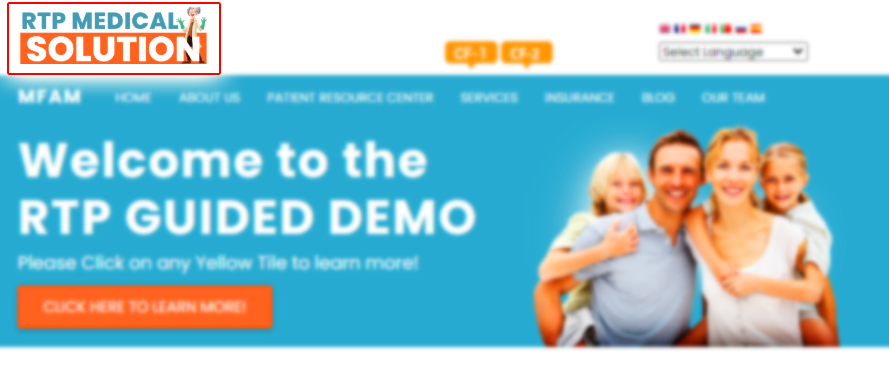 RTP MEDICAL
SOLUTION
CF-1 CF-2
Select Language
MFAM HOME ABOUT US PATIENT RESOURCE CENTER SERVICES INSURANCE BLOG OUR TEAM
Welcome to the
RTP GUIDED DEMO
Please Click on any Yellow Tile to learn more!
CLICK HERE TO LEARN MORE!